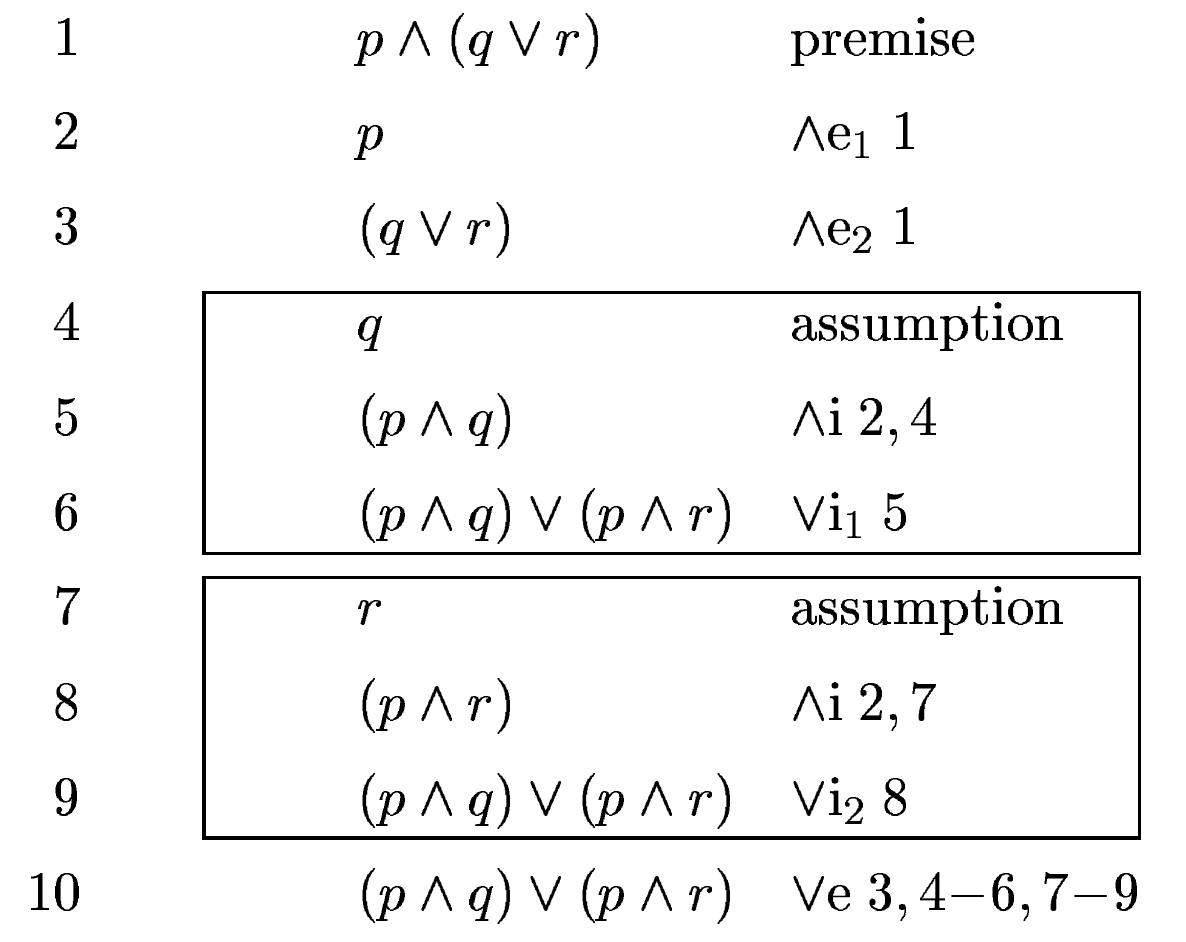 1 p ∧ (q ∨ r) premise
2 p ∧e₁ 1
3 (q ∨ r) ∧e₂ 1
4 q assumption
5 (p ∧ q) ∧i 2, 4
6 (p ∧ q) ∨ (p ∧ r) ∨i₁ 5
7 r assumption
8 (p ∧ r) ∧i 2, 7
9 (p ∧ q) ∨ (p ∧ r) ∨i₂ 8
10 (p ∧ q) ∨ (p ∧ r) ∨e 3, 4−6, 7−9